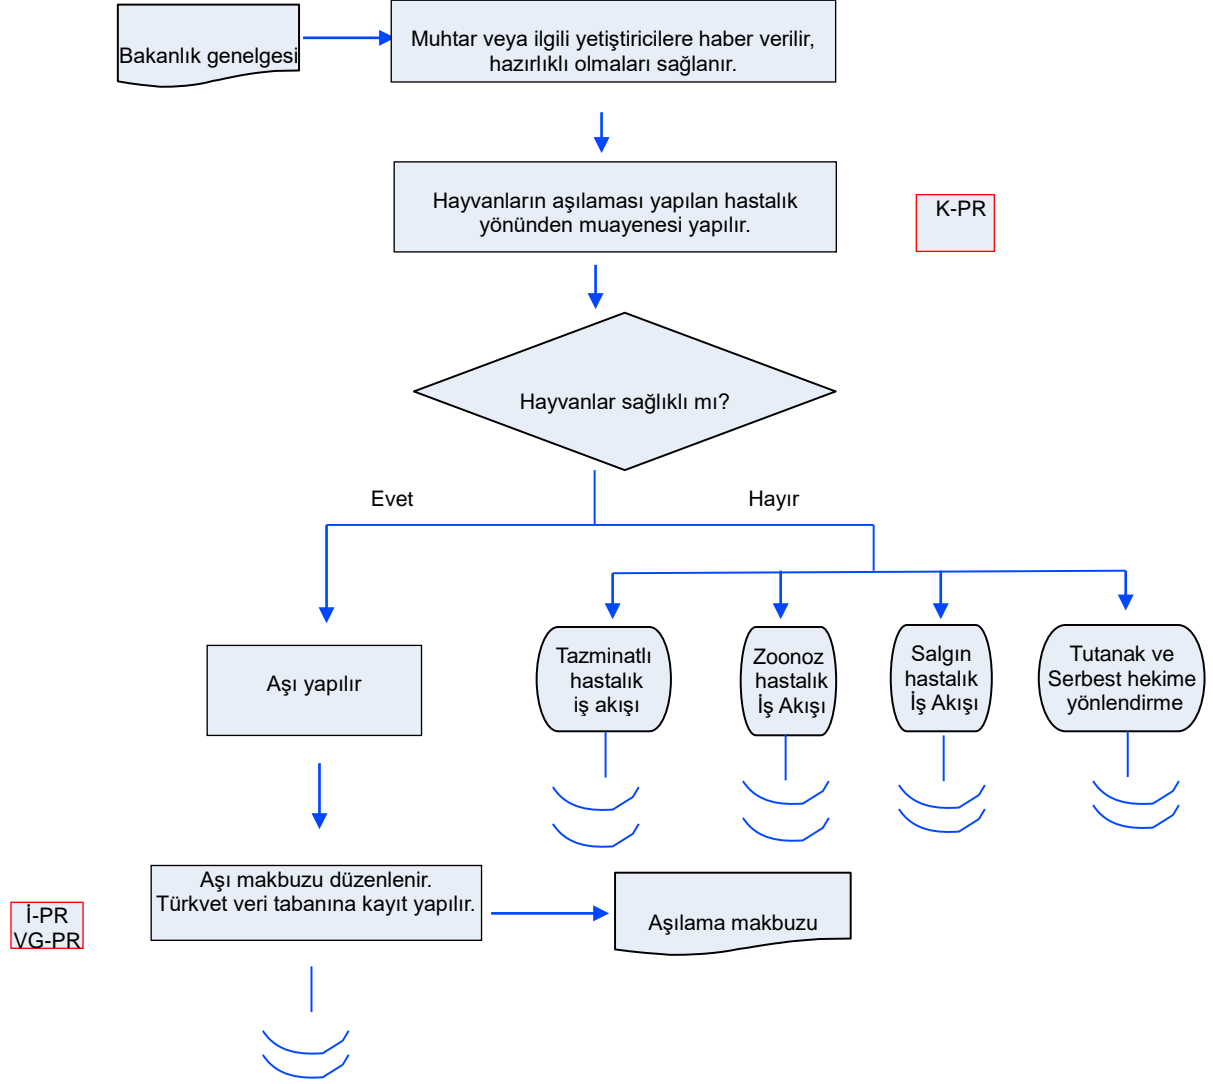 Bakanlık genelgesi
Muhtar veya ilgili yetiştiricilere haber verilir,
hazırlıklı olmaları sağlanır.
Hayvanların aşılaması yapılan hastalık
yönünden muayenesi yapılır.
K-PR
Hayvanlar sağlıklı mı?
Evet
Hayır
Aşı yapılır
Tazminatlı
hastalık
iş akışı
Zoonoz
hastalık
İş Akışı
Salgın
hastalık
İş Akışı
Tutanak ve
Serbest hekime
yönlendirme
Aşı makbuzu düzenlenir.
Türkvet veri tabanına kayıt yapılır.
İ-PR
VG-PR
Aşılama makbuzu